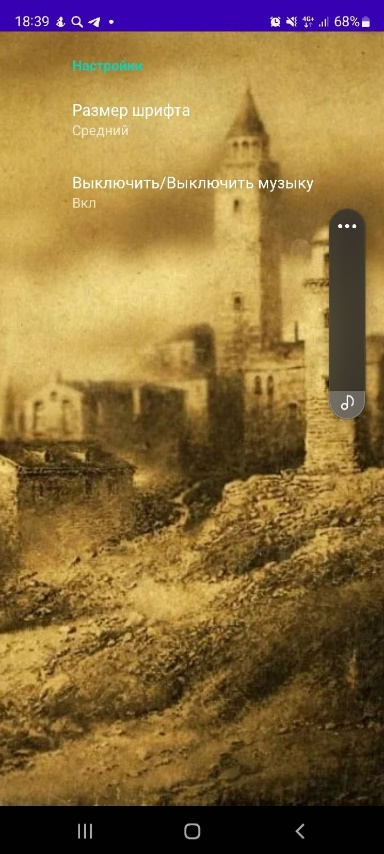 18:39 68%
Настройки
Размер шрифта
Средний
Выключить/Выключить музыку
Вкл